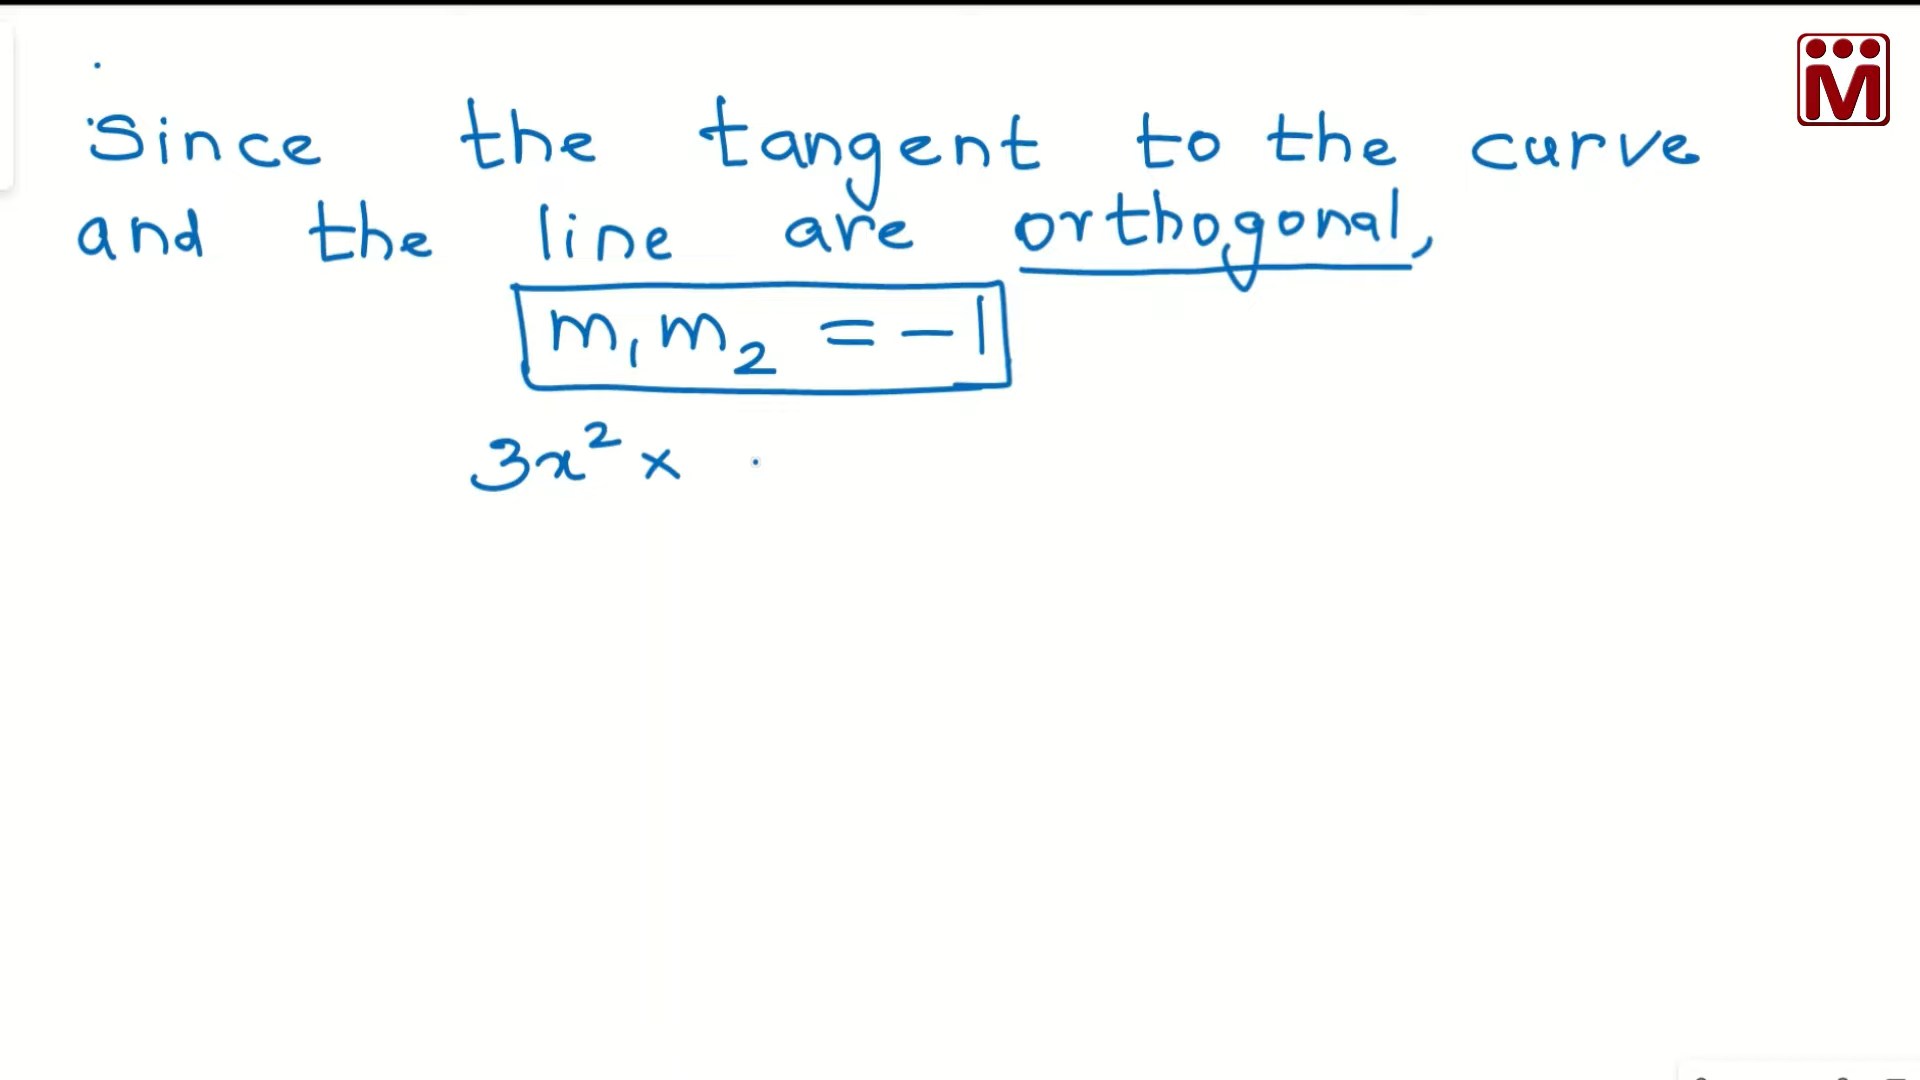 Since the tangent to the curve
and the line are orthogonal,
m₁m₂ = -1
3x² ×
M